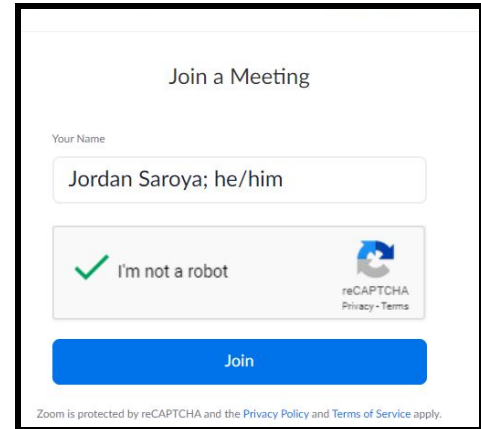 Join a Meeting
Your Name
Jordan Saroya; he/him
I'm not a robot
reCAPTCHA
Privacy - Terms
Join
Zoom is protected by reCAPTCHA and the Privacy Policy and Terms of Service apply.